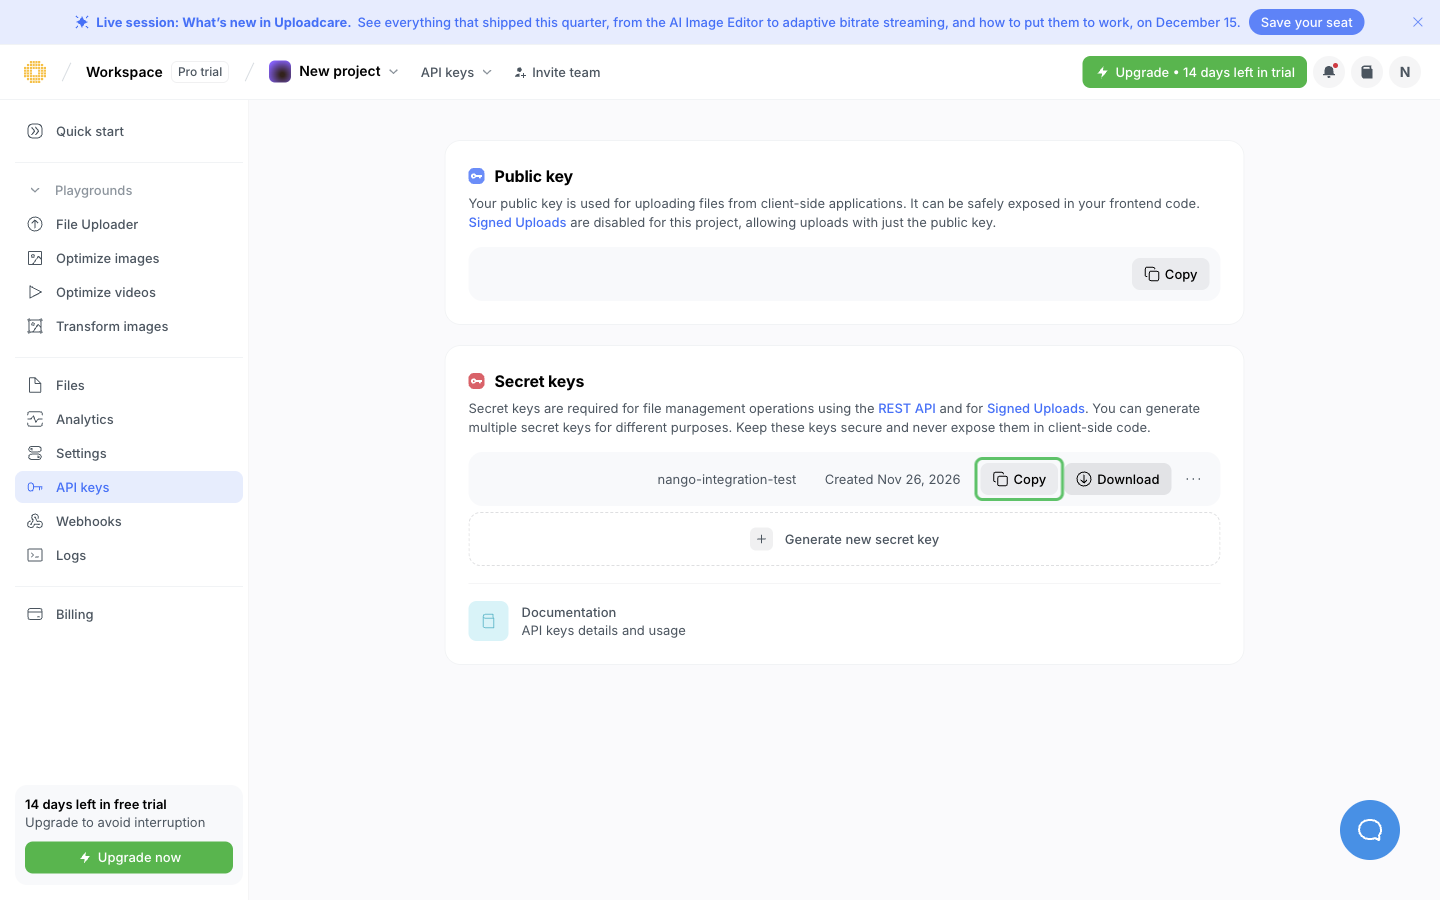 Live session: What's new in Uploadcare. See everything that shipped this quarter, from the AI Image Editor to adaptive bitrate streaming, and how to put them to work, on December 15. Save your seat
Workspace Pro trial New project API keys Invite team Upgrade • 14 days left in trial N
Quick start
Playgrounds
File Uploader
Optimize images
Optimize videos
Transform images
Files
Analytics
Settings
API keys
Webhooks
Logs
Billing
14 days left in free trial
Upgrade to avoid interruption
Upgrade now
Public key
Your public key is used for uploading files from client-side applications. It can be safely exposed in your frontend code.
Signed Uploads are disabled for this project, allowing uploads with just the public key.
Copy
Secret keys
Secret keys are required for file management operations using the REST API and for Signed Uploads. You can generate
multiple secret keys for different purposes. Keep these keys secure and never expose them in client-side code.
nango-integration-test Created Nov 26, 2026 Copy Download ...
Generate new secret key
Documentation
API keys details and usage